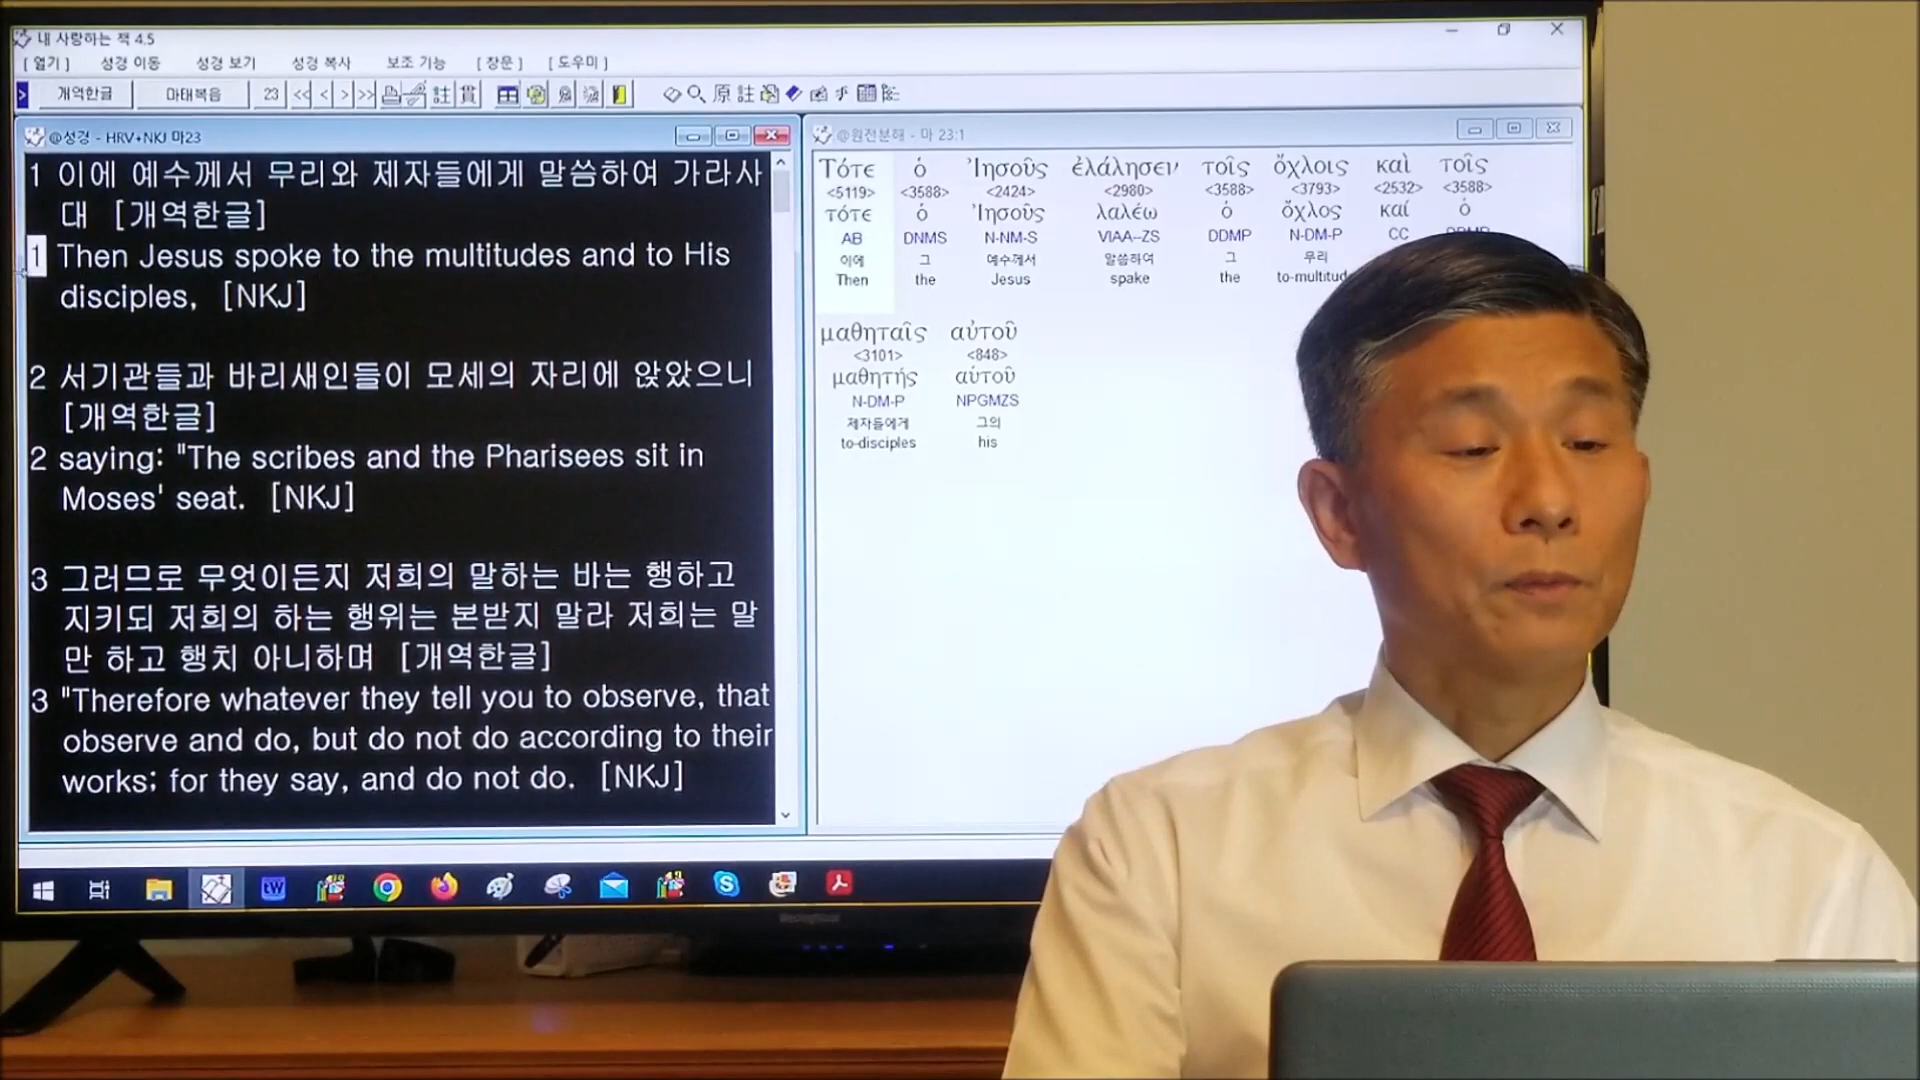 내 사랑하는 책 4.5
[ 열기 ] 성경 이동 성경 보기 성경 복사 보조 기능 [ 창문 ] [ 도우미 ]
개역한글 마태복음 23 << < > >> 註 貫 原 註
@성경 - HRV+NKJ 마23
1 이에 예수께서 무리와 제자들에게 말씀하여 가라사
대 [개역한글]
1 Then Jesus spoke to the multitudes and to His
disciples, [NKJ]
2 서기관들과 바리새인들이 모세의 자리에 앉았으니
[개역한글]
2 saying: "The scribes and the Pharisees sit in
Moses' seat. [NKJ]
3 그러므로 무엇이든지 저희의 말하는 바는 행하고
지키되 저희의 하는 행위는 본받지 말라 저희는 말
만 하고 행치 아니하며 [개역한글]
3 "Therefore whatever they tell you to observe, that
observe and do, but do not do according to their
works; for they say, and do not do. [NKJ]
@원전분해 - 마 23:1
Τότε ὁ Ἰησοῦς ἐλάλησεν τοῖς ὄχλοις καὶ τοῖς
<5119> <3588> <2424> <2980> <3588> <3793> <2532> <3588>
τότε ὁ Ἰησοῦς λαλέω ὁ ὄχλος καί ὁ
AB DNMS N-NM-S VIAA--ZS DDMP N-DM-P CC DDMP
이에 그 예수께서 말씀하여 그 무리
Then the Jesus spake the to-multitud
μαθηταῖς αὐτοῦ
<3101> <848>
μαθητής αὑτοῦ
N-DM-P NPGMZS
제자들에게 그의
to-disciples his
tW